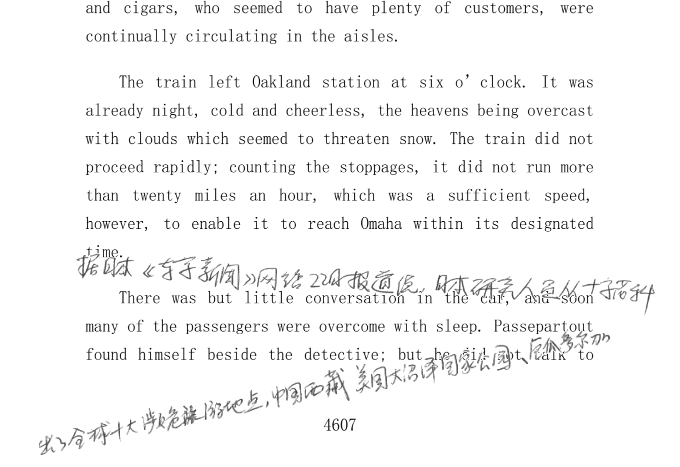 and cigars, who seemed to have plenty of customers, were
continually circulating in the aisles.
The train left Oakland station at six o’clock. It was
already night, cold and cheerless, the heavens being overcast
with clouds which seemed to threaten snow. The train did not
proceed rapidly; counting the stoppages, it did not run more
than twenty miles an hour, which was a sufficient speed,
however, to enable it to reach Omaha within its designated
time.
据日本《产经新闻》网络22日报道说，日本研究人员从十字花科
There was but little conversation in the car, and soon
many of the passengers were overcome with sleep. Passepartout
found himself beside the detective; but he did not talk to
出了全球十大濒危旅游地点，中国西藏 美国大沼泽国家公园、厄瓜多尔加
4607